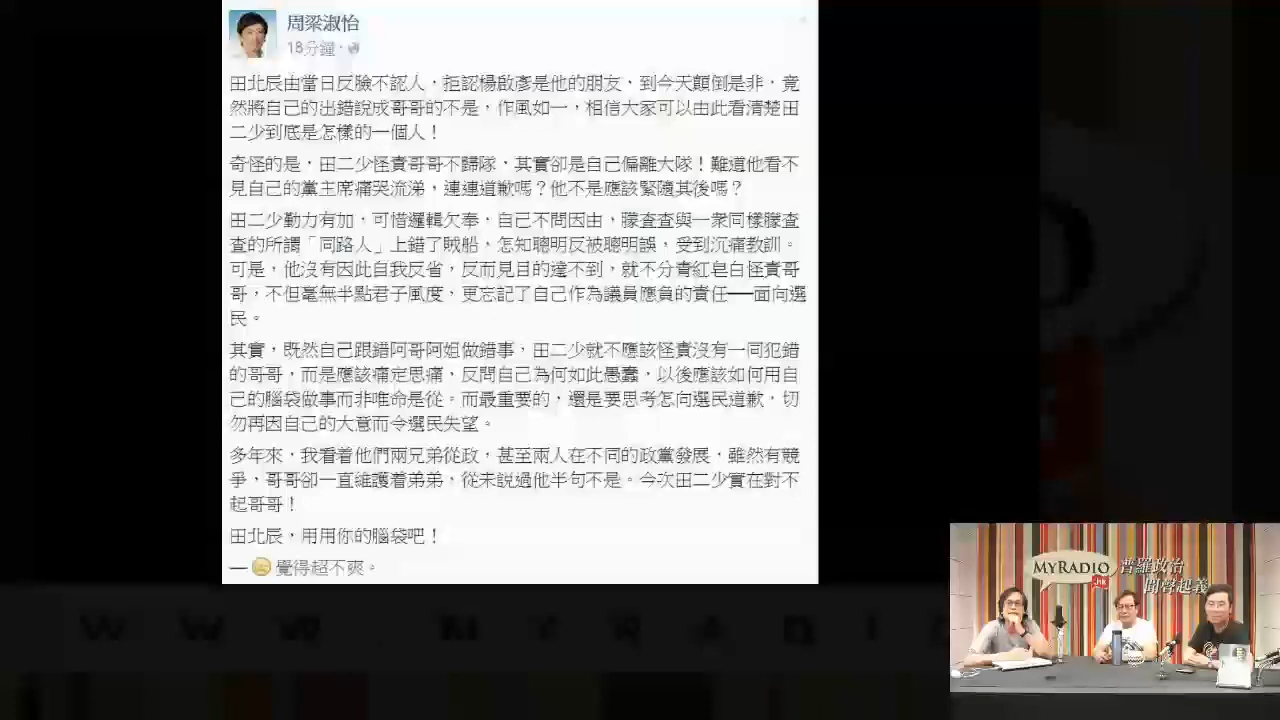 周梁淑怡
18分鐘 ·
田北辰由當日反臉不認人，拒認楊啟彥是他的朋友，到今天顛倒是非，竟
然將自己的出錯說成哥哥的不是，作風如一，相信大家可以由此看清楚田
二少到底是怎樣的一個人！
奇怪的是，田二少怪責哥哥不歸隊，其實卻是自己偏離大隊！難道他看不
見自己的黨主席痛哭流涕，連連道歉嗎？他不是應該緊隨其後嗎？
田二少勤力有加，可惜邏輯欠奉，自己不問因由，矇查查與一衆同樣矇查
查的所謂「同路人」上錯了賊船，怎知聰明反被聰明誤，受到沉痛教訓。
可是，他沒有因此自我反省，反而見目的達不到，就不分青紅皂白怪責哥
哥，不但毫無半點君子風度，更忘記了自己作為議員應負的責任──面向選
民。
其實，既然自己跟錯阿哥阿姐做錯事，田二少就不應該怪責沒有一同犯錯
的哥哥，而是應該痛定思痛，反問自己為何如此愚蠢，以後應該如何用自
己的腦袋做事而非唯命是從。而最重要的，還是要思考怎向選民道歉，切
勿再因自己的大意而令選民失望。
多年來，我看着他們兩兄弟從政，甚至兩人在不同的政黨發展，雖然有競
爭，哥哥卻一直維護着弟弟，從未說過他半句不是。今次田二少實在對不
起哥哥！
田北辰，用用你的腦袋吧！
— 覺得超不爽。
MYRADIO
.hk
普羅政治
聞聲起義
WWW.MYRADI